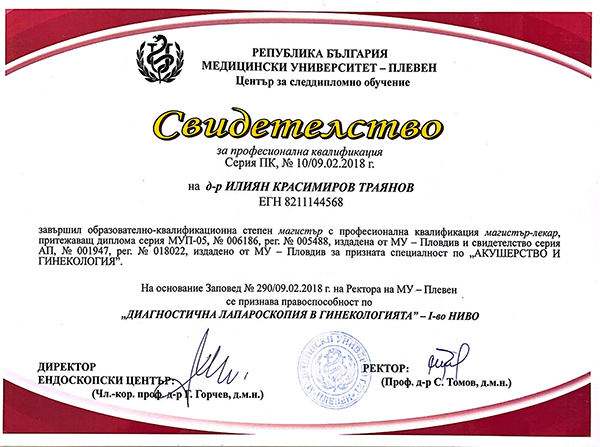 РЕПУБЛИКА БЪЛГАРИЯ
МЕДИЦИНСКИ УНИВЕРСИТЕТ – ПЛЕВЕН
Център за следдипломно обучение
Свидетелство
за професионална квалификация
Серия ПК, № 10/09.02.2018 г.
на д-р ИЛИЯН КРАСИМИРОВ ТРАЯНОВ
ЕГН 8211144568
завършил образователно-квалификационна степен магистър с професионална квалификация магистър-лекар,
притежаващ диплома серия МУП-05, № 006186, рег. № 005488, издадена от МУ – Пловдив и свидетелство серия
АП, № 001947, рег. № 018022, издадено от МУ – Пловдив за призната специалност по „АКУШЕРСТВО И
ГИНЕКОЛОГИЯ”.
На основание Заповед № 290/09.02.2018 г. на Ректора на МУ – Плевен
се признава правоспособност по
„ДИАГНОСТИЧНА ЛАПАРОСКОПИЯ В ГИНЕКОЛОГИЯТА” – I-во НИВО
ДИРЕКТОР
ЕНДОСКОПСКИ ЦЕНТЪР:
(Чл.-кор. проф. д-р Г. Горчев, д.м.н.)
РЕКТОР:
(Проф. д-р С. Томов, д.м.н.)